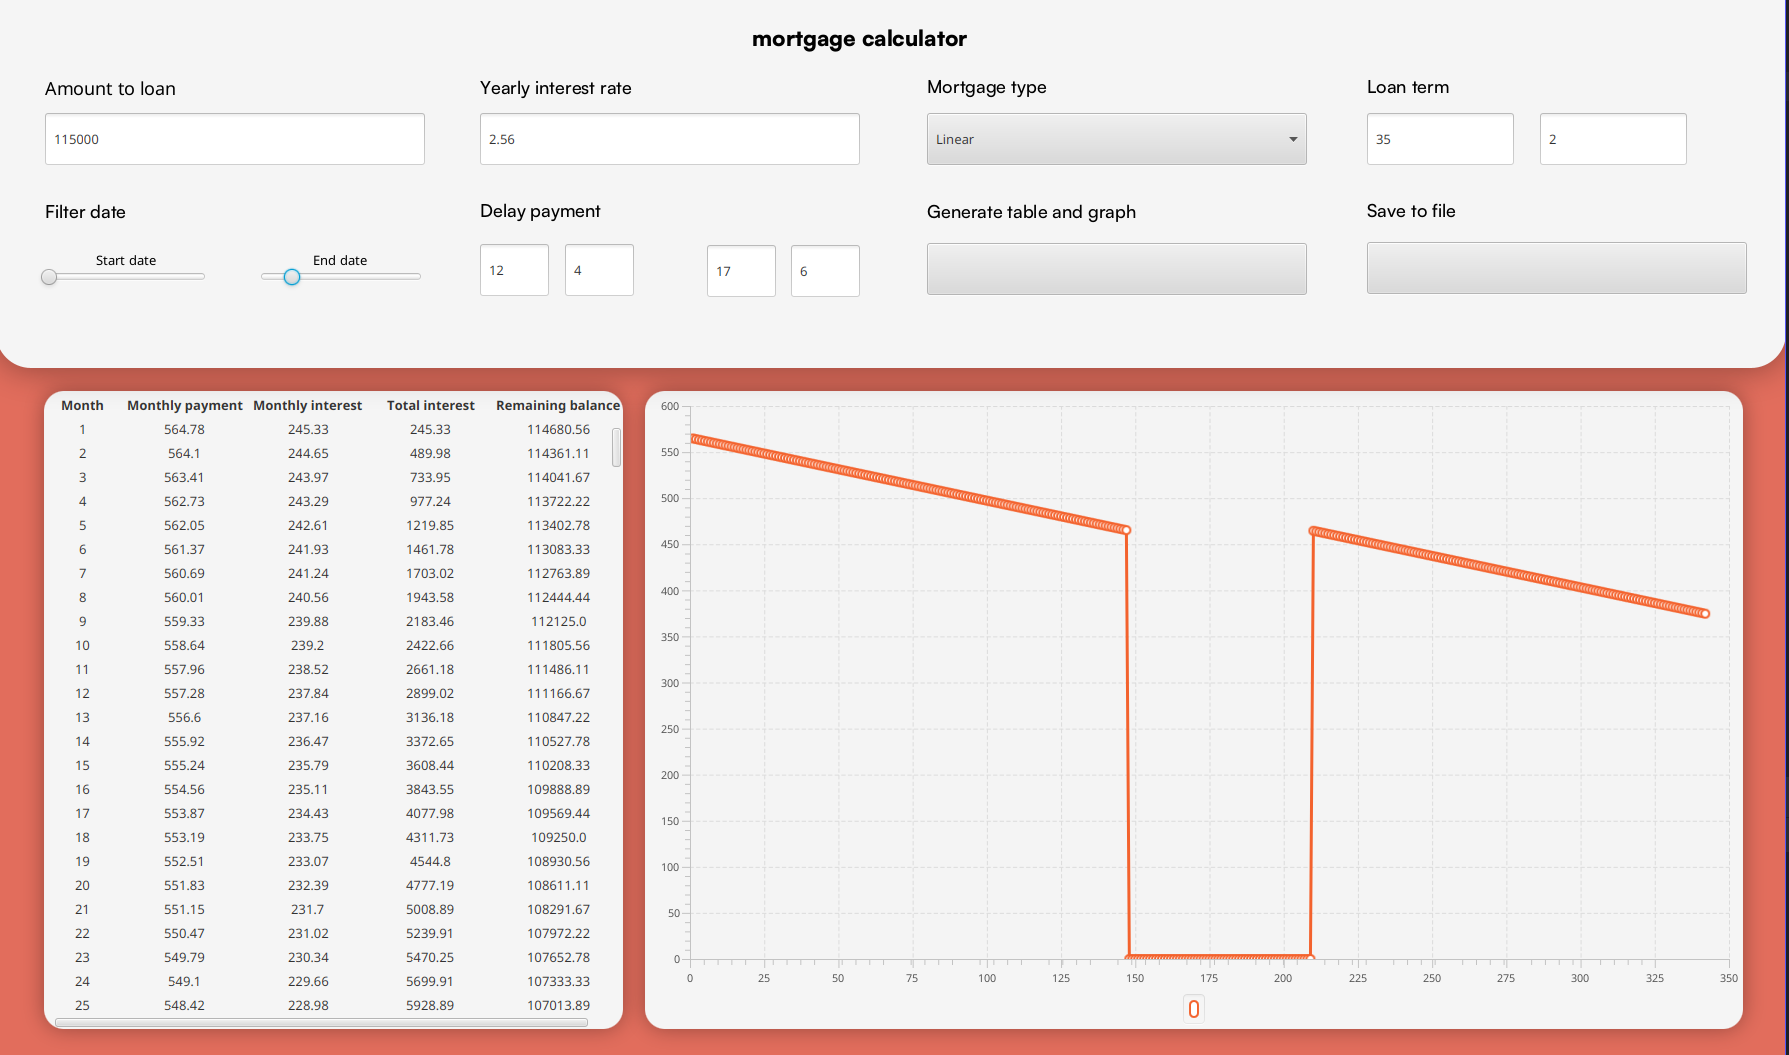 mortgage calculator
Amount to loan
Yearly interest rate
Mortgage type
Loan term
115000
2.56
Linear
35
2
Filter date
Delay payment
Generate table and graph
Save to file
Start date
End date
12
4
17
6
Month Monthly payment Monthly interest Total interest Remaining balance
1 564.78 245.33 245.33 114680.56
2 564.1 244.65 489.98 114361.11
3 563.41 243.97 733.95 114041.67
4 562.73 243.29 977.24 113722.22
5 562.05 242.61 1219.85 113402.78
6 561.37 241.93 1461.78 113083.33
7 560.69 241.24 1703.02 112763.89
8 560.01 240.56 1943.58 112444.44
9 559.33 239.88 2183.46 112125.0
10 558.64 239.2 2422.66 111805.56
11 557.96 238.52 2661.18 111486.11
12 557.28 237.84 2899.02 111166.67
13 556.6 237.16 3136.18 110847.22
14 555.92 236.47 3372.65 110527.78
15 555.24 235.79 3608.44 110208.33
16 554.56 235.11 3843.55 109888.89
17 553.87 234.43 4077.98 109569.44
18 553.19 233.75 4311.73 109250.0
19 552.51 233.07 4544.8 108930.56
20 551.83 232.39 4777.19 108611.11
21 551.15 231.7 5008.89 108291.67
22 550.47 231.02 5239.91 107972.22
23 549.79 230.34 5470.25 107652.78
24 549.1 229.66 5699.91 107333.33
25 548.42 228.98 5928.89 107013.89
600
550
500
450
400
350
300
250
200
150
100
50
0
0 25 50 75 100 125 150 175 200 225 250 275 300 325 350